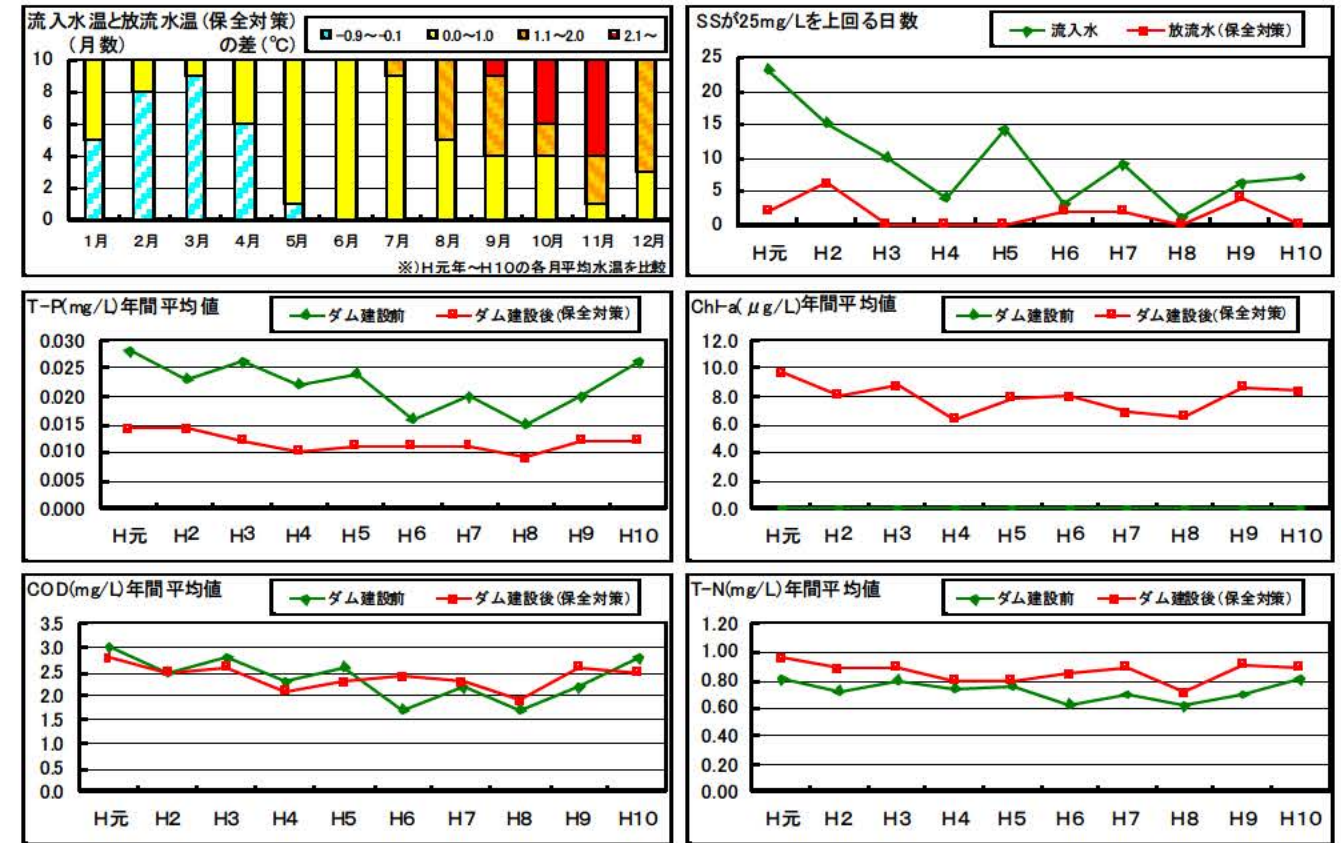 流入水温と放流水温(保全対策)
(月数) の差(℃)
-0.9~-0.1 0.0~1.0 1.1~2.0 2.1~
10
8
6
4
2
0
1月 2月 3月 4月 5月 6月 7月 8月 9月 10月 11月 12月
※)H元年~H10の各月平均水温を比較
SSが25mg/Lを上回る日数
流入水 放流水(保全対策)
25
20
15
10
5
0
H元 H2 H3 H4 H5 H6 H7 H8 H9 H10
T-P(mg/L)年間平均値
ダム建設前 ダム建設後(保全対策)
0.030
0.025
0.020
0.015
0.010
0.005
0.000
H元 H2 H3 H4 H5 H6 H7 H8 H9 H10
Chl-a(μg/L)年間平均値
ダム建設前 ダム建設後(保全対策)
12.0
10.0
8.0
6.0
4.0
2.0
0.0
H元 H2 H3 H4 H5 H6 H7 H8 H9 H10
COD(mg/L)年間平均値
ダム建設前 ダム建設後(保全対策)
3.5
3.0
2.5
2.0
1.5
1.0
0.5
0.0
H元 H2 H3 H4 H5 H6 H7 H8 H9 H10
T-N(mg/L)年間平均値
ダム建設前 ダム建設後(保全対策)
1.20
1.00
0.80
0.60
0.40
0.20
0.00
H元 H2 H3 H4 H5 H6 H7 H8 H9 H10